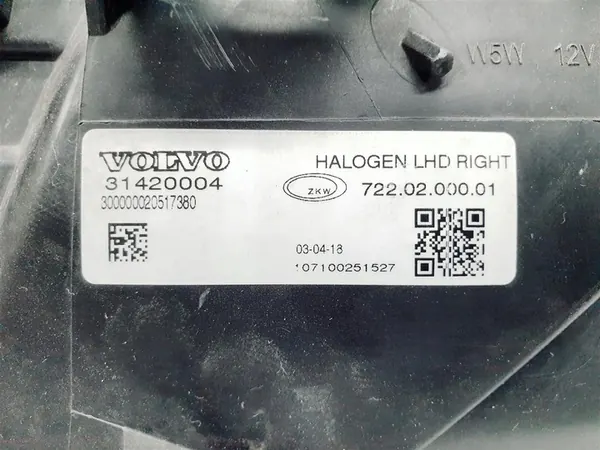 W5W 12V
VOLVO
31420004
300000020517380
HALOGEN LHD RIGHT
ZKW 722.02.000.01
03-04-18
107100251527